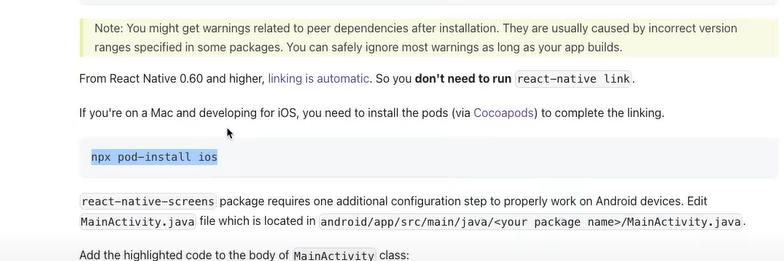 Note: You might get warnings related to peer dependencies after installation. They are usually caused by incorrect version
ranges specified in some packages. You can safely ignore most warnings as long as your app builds.
From React Native 0.60 and higher, linking is automatic. So you don't need to run react-native link.
If you're on a Mac and developing for iOS, you need to install the pods (via Cocoapods) to complete the linking.
npx pod-install ios
react-native-screens package requires one additional configuration step to properly work on Android devices. Edit
MainActivity.java file which is located in android/app/src/main/java/<your package name>/MainActivity.java.
Add the highlighted code to the body of MainActivity class: